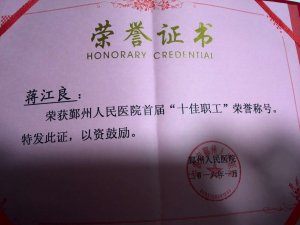 荣誉证书
HONORARY CREDENTIAL
蒋江良：
荣获鄞州人民医院首届“十佳职工”荣誉称号。
特发此证，以资鼓励。
鄞州人民医院